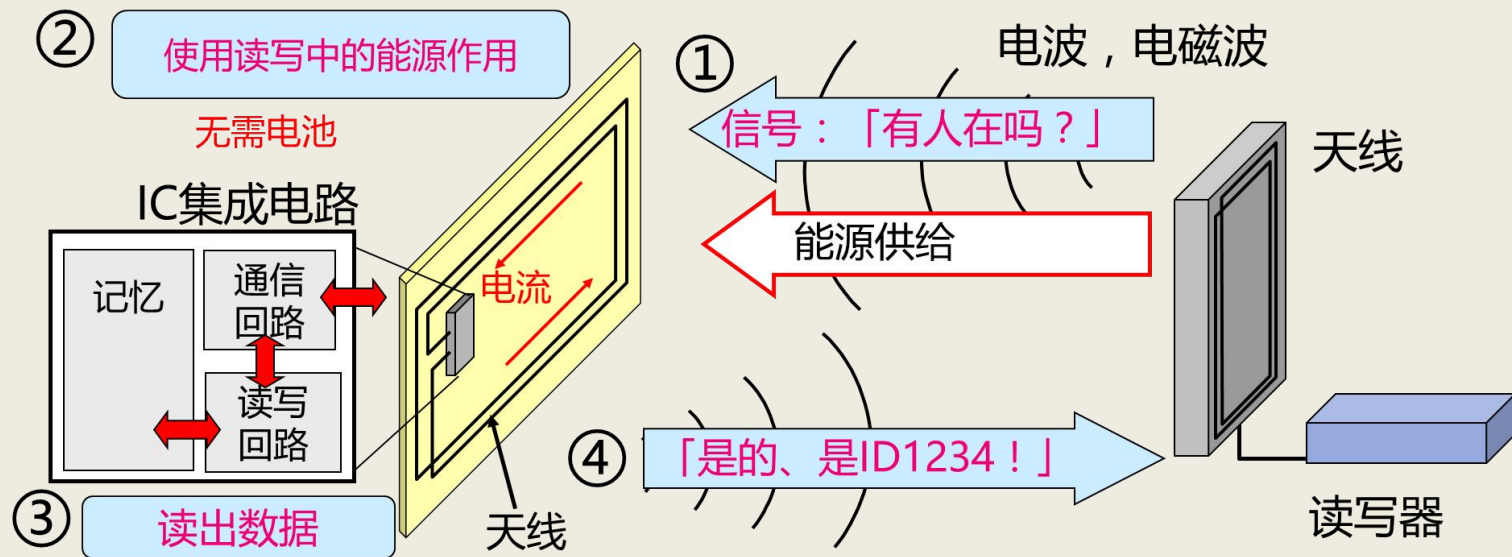 ②
使用读写中的能源作用
无需电池
①
电波，电磁波
信号：「有人在吗？」
天线
能源供给
IC集成电路
记忆
通信
回路
读写
回路
电流
④
「是的、是ID1234！」
③
读出数据
天线
读写器